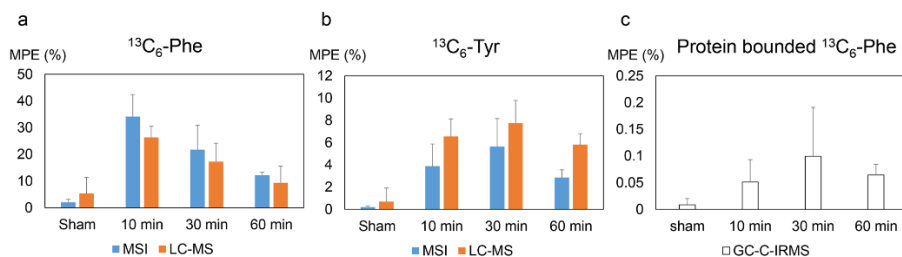 a
MPE (%)
¹³C₆-Phe
50
40
30
20
10
0
Sham 10 min 30 min 60 min
MSI LC-MS
b
MPE (%)
¹³C₆-Tyr
12
10
8
6
4
2
0
Sham 10 min 30 min 60 min
MSI LC-MS
c
MPE (%)
Protein bounded ¹³C₆-Phe
0.25
0.2
0.15
0.1
0.05
0
sham 10 min 30 min 60 min
GC-C-IRMS